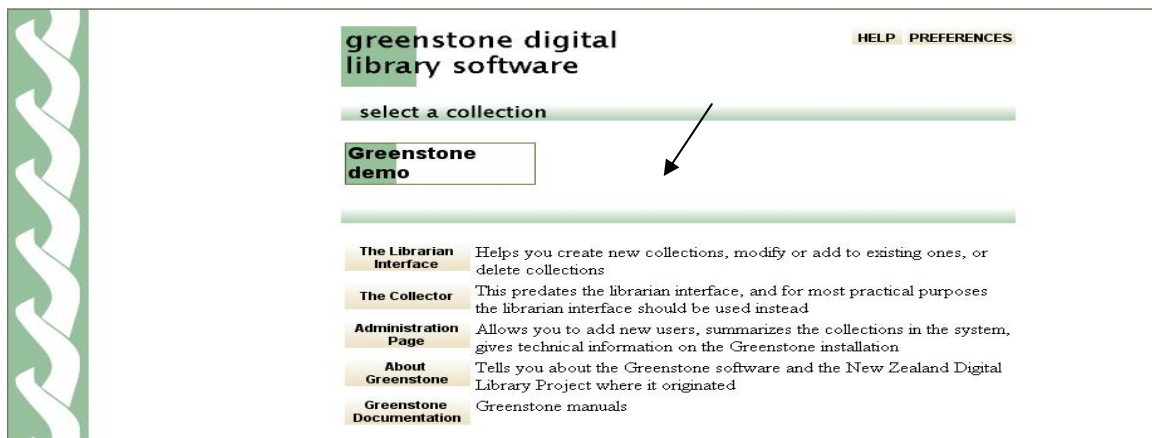 greenstone digital
library software
HELP PREFERENCES
select a collection
Greenstone
demo
The Librarian
Interface
Helps you create new collections, modify or add to existing ones, or
delete collections
The Collector
This predates the librarian interface, and for most practical purposes
the librarian interface should be used instead
Administration
Page
Allows you to add new users, summarizes the collections in the system,
gives technical information on the Greenstone installation
About
Greenstone
Tells you about the Greenstone software and the New Zealand Digital
Library Project where it originated
Greenstone
Documentation
Greenstone manuals